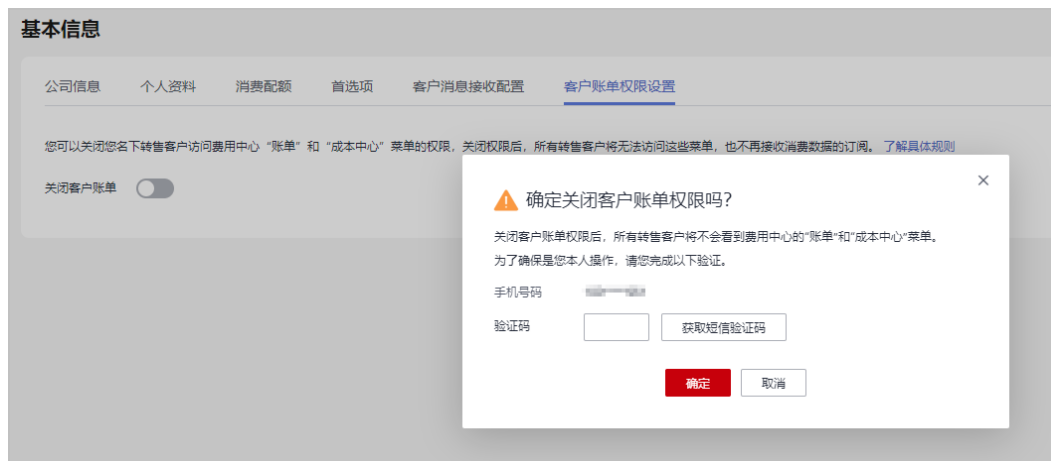 基本信息
公司信息 个人资料 消费配额 首选项 客户消息接收配置 客户账单权限设置
您可以关闭您名下转售客户访问费用中心“账单”和“成本中心”菜单的权限，关闭权限后，所有转售客户将无法访问这些菜单，也不再接收消费数据的订阅。 了解具体规则
关闭客户账单
确定关闭客户账单权限吗？
关闭客户账单权限后，所有转售客户将不会看到费用中心的“账单”和“成本中心”菜单。
为了确保是您本人操作，请您完成以下验证。
手机号码
验证码 获取短信验证码
确定 取消